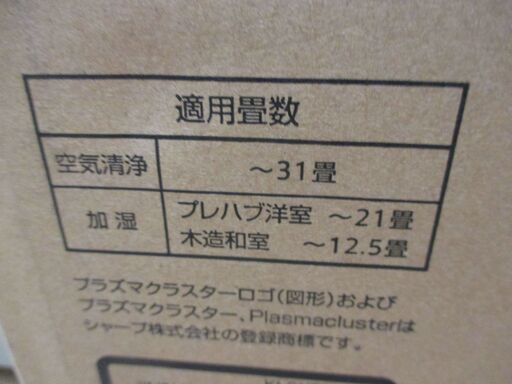 適用畳数
空気清浄 ～31畳
加湿 プレハブ洋室 ～21畳
木造和室 ～12.5畳
プラズマクラスターロゴ(図形)および
プラズマクラスター、Plasmaclusterは
シャープ株式会社の登録商標です。